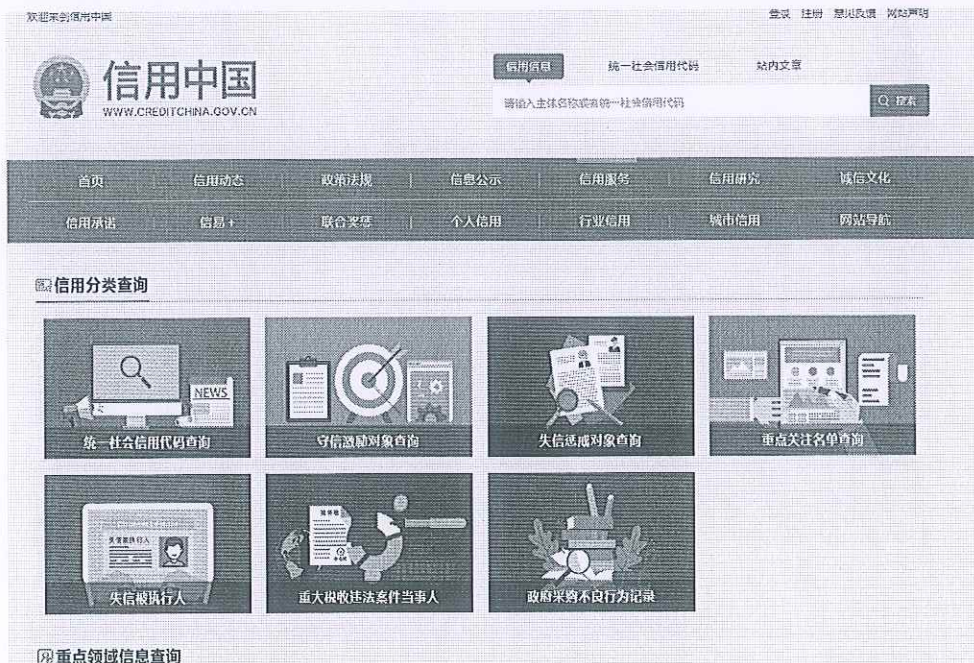 欢迎来到信用中国
登录 注册 意见反馈 网站声明
信用中国
WWW.CREDITCHINA.GOV.CN
信用信息 统一社会信用代码 站内文章
请输入主体名称或者统一社会信用代码
搜索
首页 信用动态 政策法规 信息公示 信用服务 信用研究 诚信文化
信用承诺 信易+ 联合奖惩 个人信用 行业信用 城市信用 网站导航
信用分类查询
NEWS
统一社会信用代码查询
守信激励对象查询
失信惩戒对象查询
重点关注名单查询
失信被执行人
失信被执行人
重大税收违法案件当事人
政府采购不良行为记录
重点领域信息查询